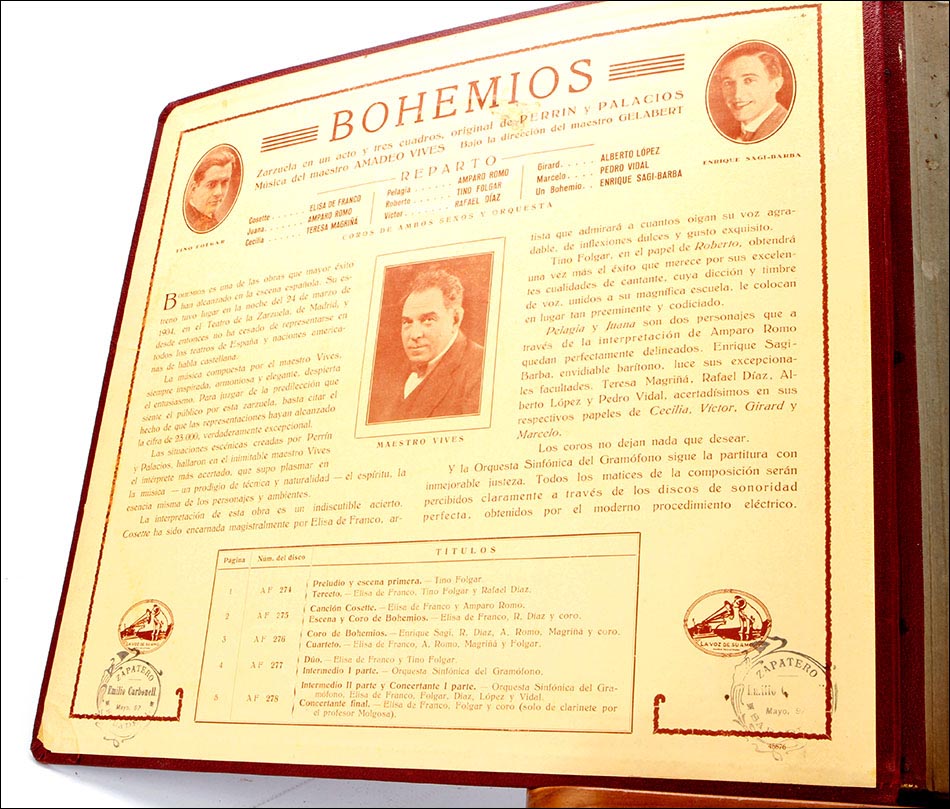 BOHEMIOS
Zarzuela en un acto y tres cuadros, original de PERRIN y PALACIOS
Música del maestro AMADEO VIVES Bajo la dirección del maestro GELABERT
REPARTO
Cosette . . . . . . ELISA DE FRANCO
Juana . . . . . . AMPARO ROMO
Cecilia . . . . . . TERESA MAGRIÑÁ
Pelagia . . . . . AMPARO ROMO
Roberto . . . . . TINO FOLGAR
Victor . . . . . . RAFAEL DÍAZ
Girard . . . . . ALBERTO LÓPEZ
Marcelo . . . . . PEDRO VIDAL
Un Bohemio . . . ENRIQUE SAGI-BARBA
COROS DE AMBOS SEXOS Y ORQUESTA
TINO FOLGAR
ENRIQUE SAGI-BARBA
BOHEMIOS es una de las obras que mayor éxito
han alcanzado en la escena española. Su es-
treno tuvo lugar en la noche del 24 de marzo de
1904, en el Teatro de la Zarzuela, de Madrid, y
desde entonces no ha cesado de representarse en
todos los teatros de España y naciones america-
nas de habla castellana.
La música compuesta por el maestro Vives,
siempre inspirada, armoniosa y elegante, despierta
el entusiasmo. Para juzgar de la predilección que
siente el público por esta zarzuela, basta citar el
hecho de que las representaciones hayan alcanzado
la cifra de 23.000, verdaderamente excepcional.
Las situaciones escénicas creadas por Perrín
y Palacios, hallaron en el inimitable maestro Vives
el intérprete más acertado, que supo plasmar en
la música — un prodigio de técnica y naturalidad — el espíritu, la
esencia misma de los personajes y ambientes.
La interpretación de esta obra es un indiscutible acierto.
Cosette ha sido encarnada magistralmente por Elisa de Franco, ar-
MAESTRO VIVES
tista que admirará a cuantos oigan su voz agra-
dable, de inflexiones dulces y gusto exquisito.
Tino Folgar, en el papel de Roberto, obtendrá
una vez más el éxito que merece por sus excelen-
tes cualidades de cantante, cuya dicción y timbre
de voz, unidos a su magnífica escuela, le colocan
en lugar tan preeminente y codiciado.
Pelagia y Juana son dos personajes que a
través de la interpretación de Amparo Romo
quedan perfectamente delineados. Enrique Sagi-
Barba, envidiable barítono, luce sus excepciona-
les facultades. Teresa Magriñá, Rafael Díaz, Al-
berto López y Pedro Vidal, acertadísimos en sus
respectivos papeles de Cecilia, Víctor, Girard y
Marcelo.
Los coros no dejan nada que desear.
Y la Orquesta Sinfónica del Gramófono sigue la partitura con
inmejorable justeza. Todos los matices de la composición serán
percibidos claramente a través de los discos de sonoridad
perfecta, obtenidos por el moderno procedimiento eléctrico.
Página Núm. del disco TÍTULOS
1 AF 274 Preludio y escena primera. — Tino Folgar.
Terceto. — Elisa de Franco, Tino Folgar y Rafael Díaz.
2 AF 275 Canción Cosette. — Elisa de Franco y Amparo Romo.
Escena y Coro de Bohemios. — Elisa de Franco, R. Díaz y coro.
3 AF 276 Coro de Bohemios. — Enrique Sagi, R. Díaz, A. Romo, Magriñá y coro.
Cuarteto. — Elisa de Franco, A. Romo, Magriñá y Folgar.
4 AF 277 Dúo. — Elisa de Franco y Tino Folgar.
Intermedio I parte. — Orquesta Sinfónica del Gramófono.
5 AF 278 Intermedio II parte y Concertante I parte. — Orquesta Sinfónica del Gra-
mófono, Elisa de Franco, Folgar, Díaz, López y Vidal.
Concertante final. — Elisa de Franco, Folgar y coro (solo de clarinete por
el profesor Molgosa).
LA VOZ DE SU AMO
ZAPATERO
Emilio Carbonell
Mayo, 57
LA VOZ DE SU AMO
ZAPATERO
Emilio C
Mayo, 5